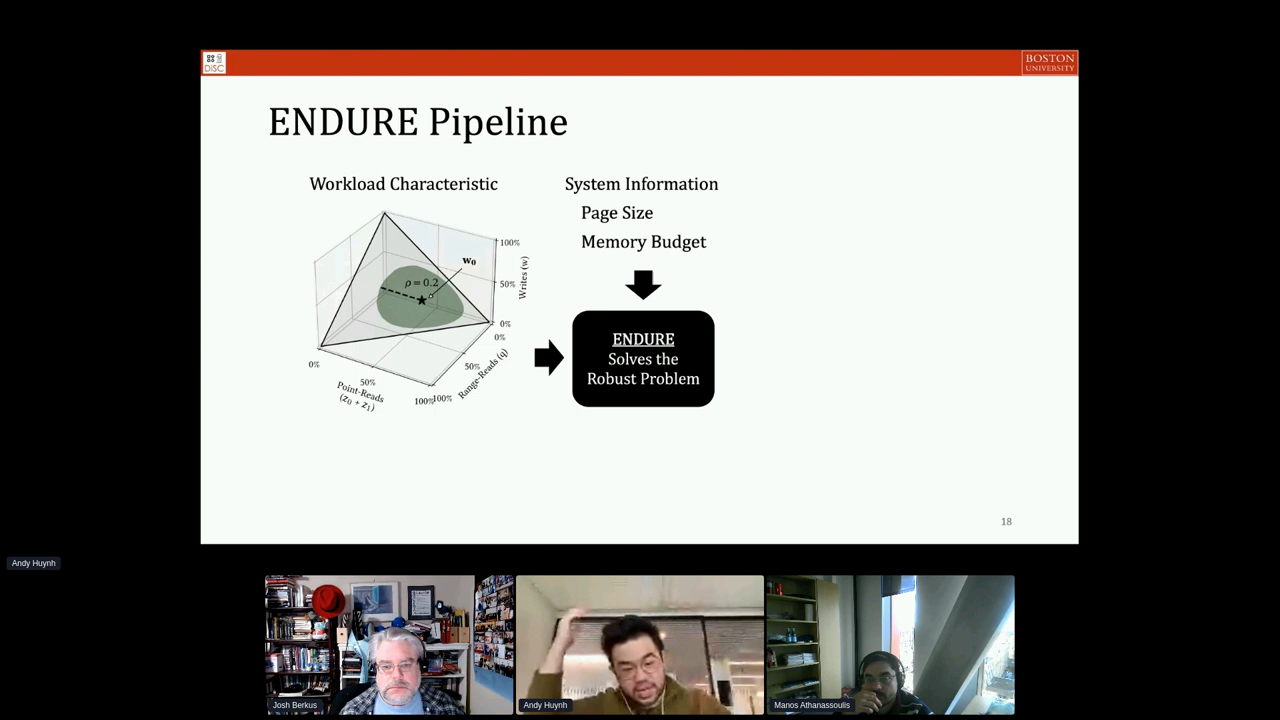 DiSC
BOSTON
UNIVERSITY
ENDURE Pipeline
Workload Characteristic
System Information
Page Size
Memory Budget
100%
w₀
ρ = 0.2
50%
Writes (w)
0%
0%
0%
50%
50%
Range-Reads (q)
Point-Reads
(z₀ + z₁)
100%
100%
ENDURE
Solves the
Robust Problem
18
Andy Huynh
Josh Berkus
Andy Huynh
Manos Athanassoulis